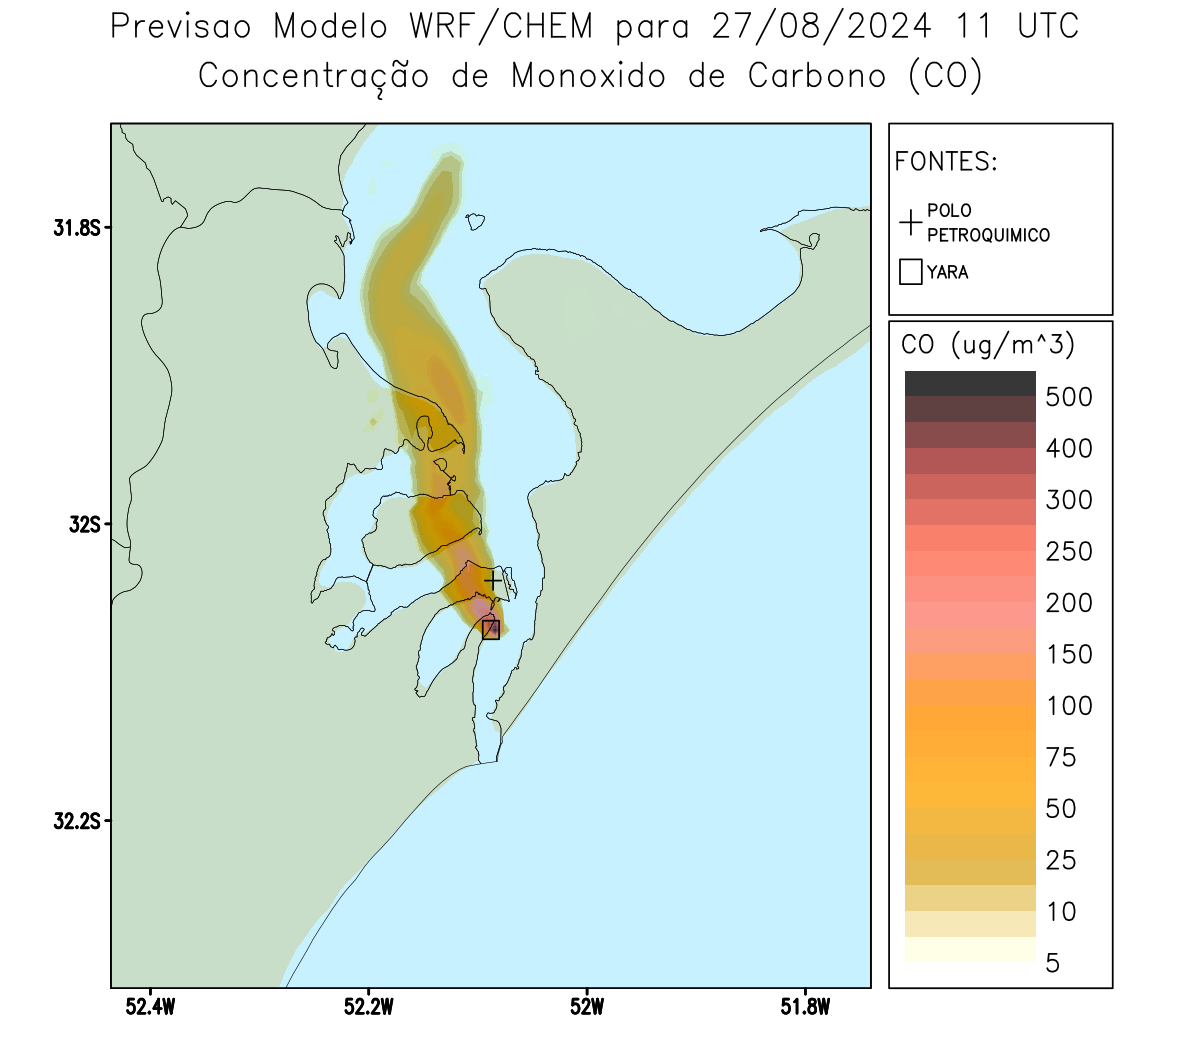 Previsao Modelo WRF/CHEM para 27/08/2024 11 UTC
Concentração de Monoxido de Carbono (CO)
FONTES:
POLO
PETROQUIMICO
YARA
CO (ug/m^3)
500
400
300
250
200
150
100
75
50
25
10
5
31.8S
32S
32.2S
52.4W
52.2W
52W
51.8W